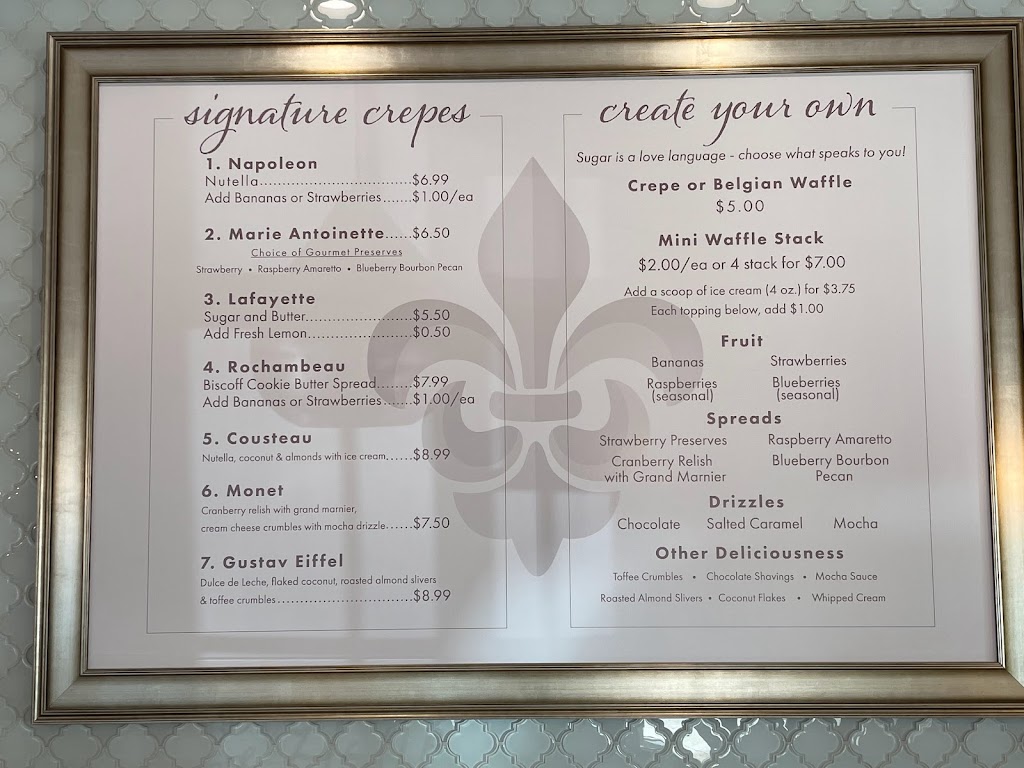 signature crepes
1. Napoleon
Nutella..................................$6.99
Add Bananas or Strawberries.......$1.00/ea
2. Marie Antoinette......$6.50
Choice of Gourmet Preserves
Strawberry • Raspberry Amaretto • Blueberry Bourbon Pecan
3. Lafayette
Sugar and Butter.......................$5.50
Add Fresh Lemon.......................$0.50
4. Rochambeau
Biscoff Cookie Butter Spread........$7.99
Add Bananas or Strawberries.......$1.00/ea
5. Cousteau
Nutella, coconut & almonds with ice cream......$8.99
6. Monet
Cranberry relish with grand marnier,
cream cheese crumbles with mocha drizzle......$7.50
7. Gustav Eiffel
Dulce de Leche, flaked coconut, roasted almond slivers
& toffee crumbles..............................$8.99
create your own
Sugar is a love language - choose what speaks to you!
Crepe or Belgian Waffle
$5.00
Mini Waffle Stack
$2.00/ea or 4 stack for $7.00
Add a scoop of ice cream (4 oz.) for $3.75
Each topping below, add $1.00
Fruit
Bananas Strawberries
Raspberries Blueberries
(seasonal) (seasonal)
Spreads
Strawberry Preserves Raspberry Amaretto
Cranberry Relish Blueberry Bourbon
with Grand Marnier Pecan
Drizzles
Chocolate Salted Caramel Mocha
Other Deliciousness
Toffee Crumbles • Chocolate Shavings • Mocha Sauce
Roasted Almond Slivers • Coconut Flakes • Whipped Cream